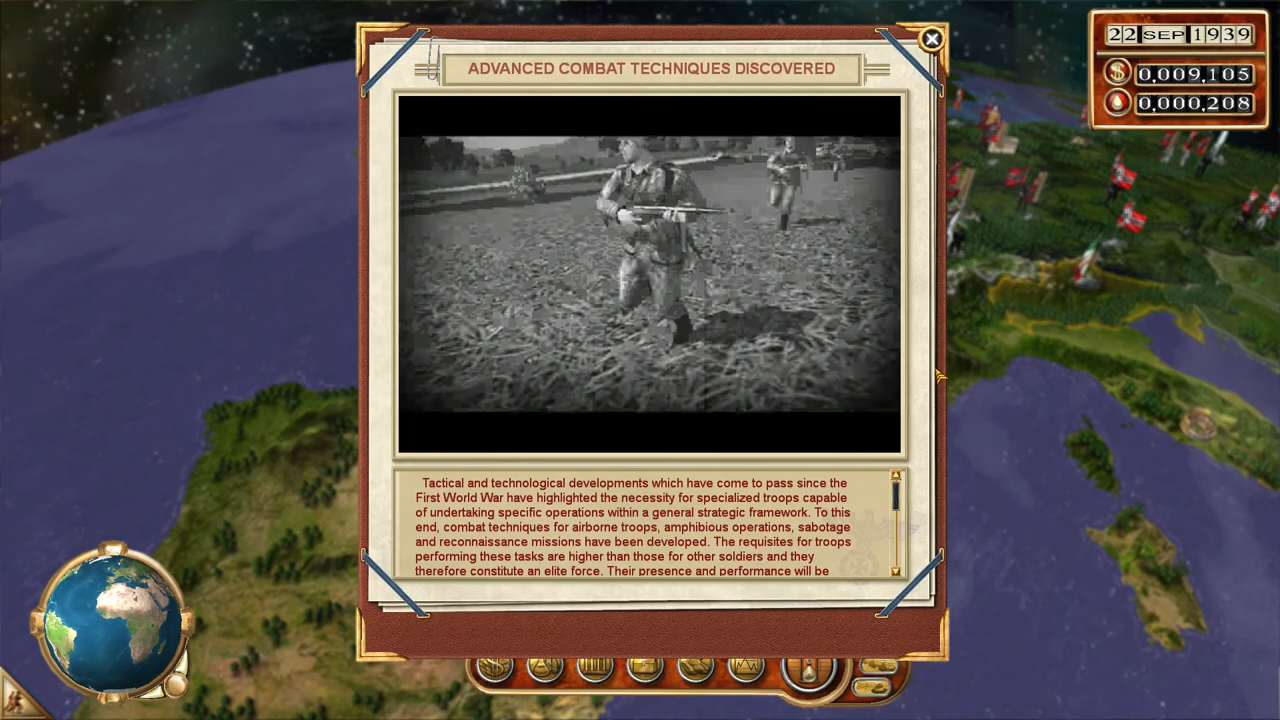 ADVANCED COMBAT TECHNIQUES DISCOVERED
22 SEP 1939
0,009,105
0,000,208
Tactical and technological developments which have come to pass since the
First World War have highlighted the necessity for specialized troops capable
of undertaking specific operations within a general strategic framework. To this
end, combat techniques for airborne troops, amphibious operations, sabotage
and reconnaissance missions have been developed. The requisites for troops
performing these tasks are higher than those for other soldiers and they
therefore constitute an elite force. Their presence and performance will be